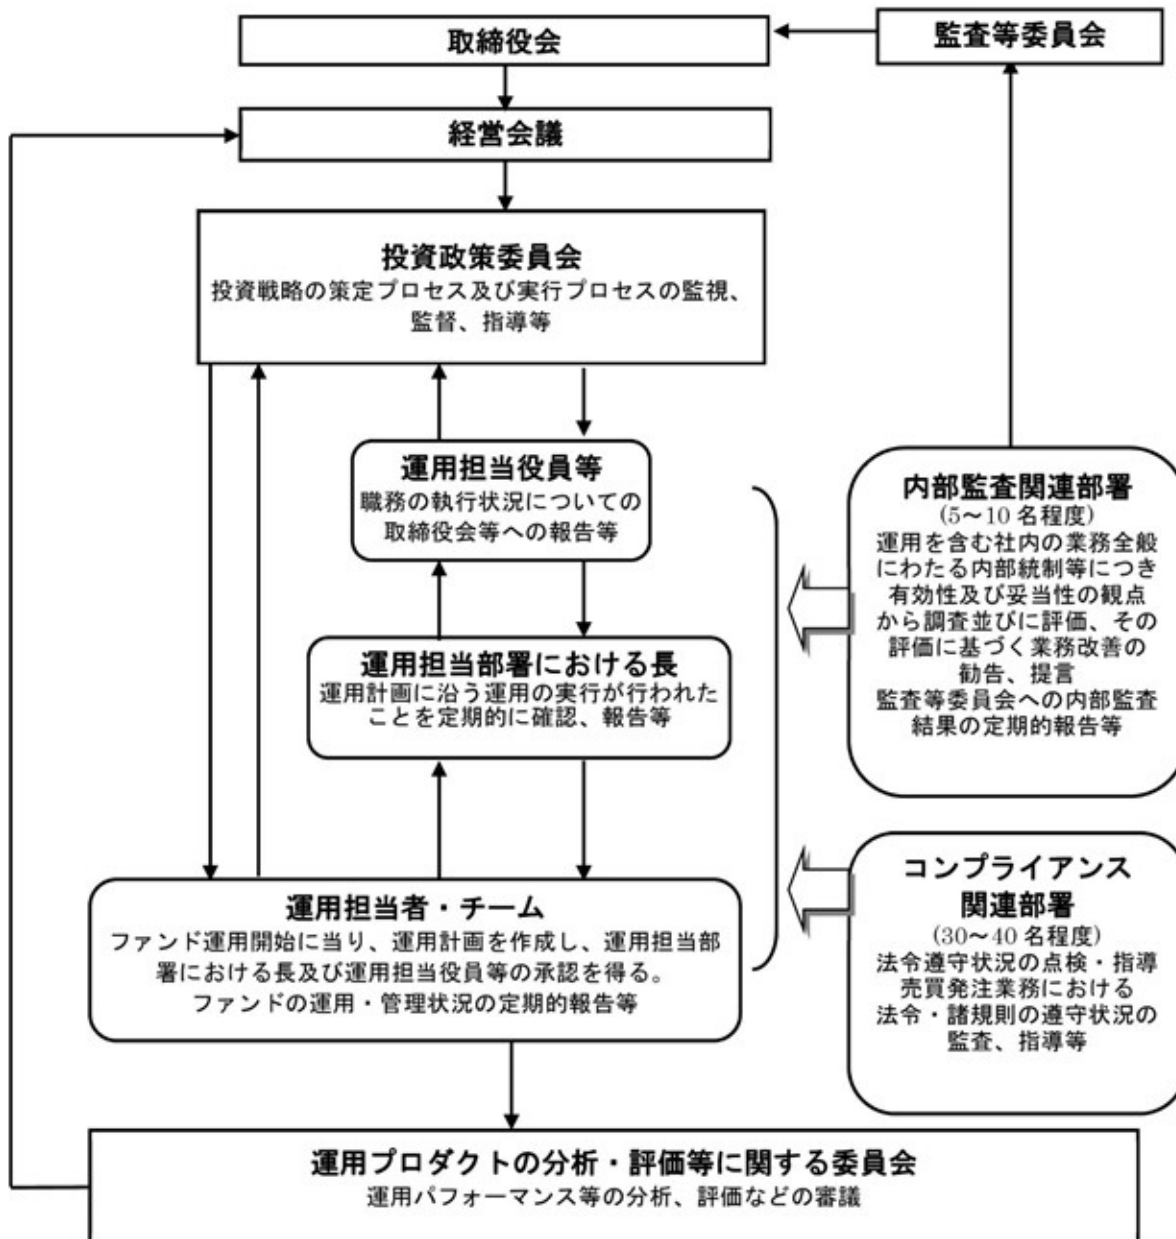 取締役会
監査等委員会
経営会議
投資政策委員会
投資戦略の策定プロセス及び実行プロセスの監視、
監督、指導等
運用担当役員等
職務の執行状況についての
取締役会等への報告等
運用担当部署における長
運用計画に沿う運用の実行が行われた
ことを定期的に確認、報告等
運用担当者・チーム
ファンド運用開始に当り、運用計画を作成し、運用担当部
署における長及び運用担当役員等の承認を得る。
ファンドの運用・管理状況の定期的報告等
内部監査関連部署
(5～10 名程度)
運用を含む社内の業務全般
にわたる内部統制等につき
有効性及び妥当性の観点
から調査並びに評価、その
評価に基づく業務改善の
勧告、提言
監査等委員会への内部監査
結果の定期的報告等
コンプライアンス
関連部署
(30～40 名程度)
法令遵守状況の点検・指導
売買発注業務における
法令・諸規則の遵守状況の
監査、指導等
運用プロダクトの分析・評価等に関する委員会
運用パフォーマンス等の分析、評価などの審議